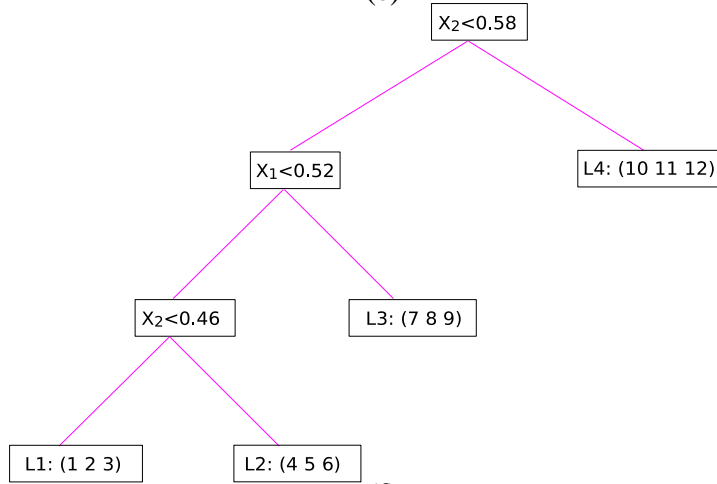 X₂<0.58
X₁<0.52
L4: (10 11 12)
X₂<0.46
L3: (7 8 9)
L1: (1 2 3)
L2: (4 5 6)